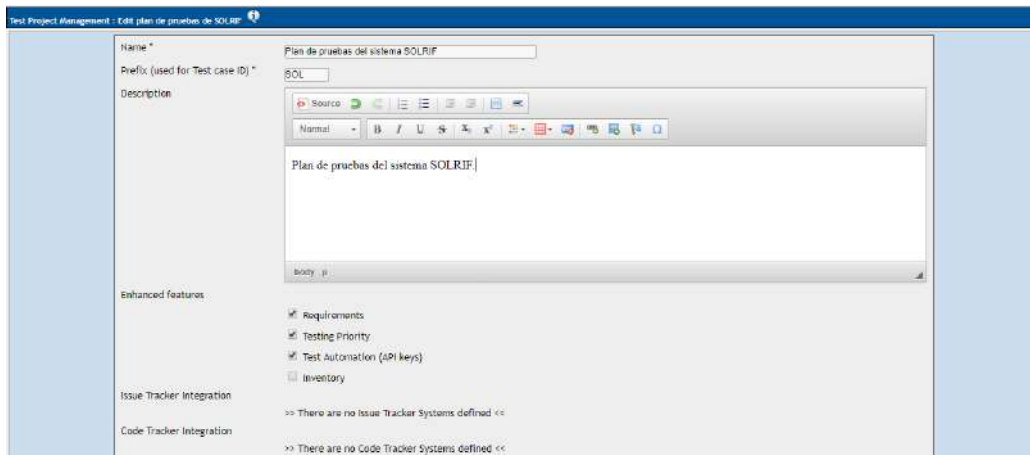 Test Project Management : Edit plan de pruebas de SOLRIF
Name *
Plan de pruebas del sistema SOLRIF
Prefix (used for Test case ID) *
SOL
Description
Source
Normal
B I U S X₂ x²
Plan de pruebas del sistema SOLRIF.
body p
Enhanced features
Requirements
Testing Priority
Test Automation (API keys)
Inventory
Issue Tracker Integration
>> There are no Issue Tracker Systems defined <<
Code Tracker Integration
>> There are no Code Tracker Systems defined <<